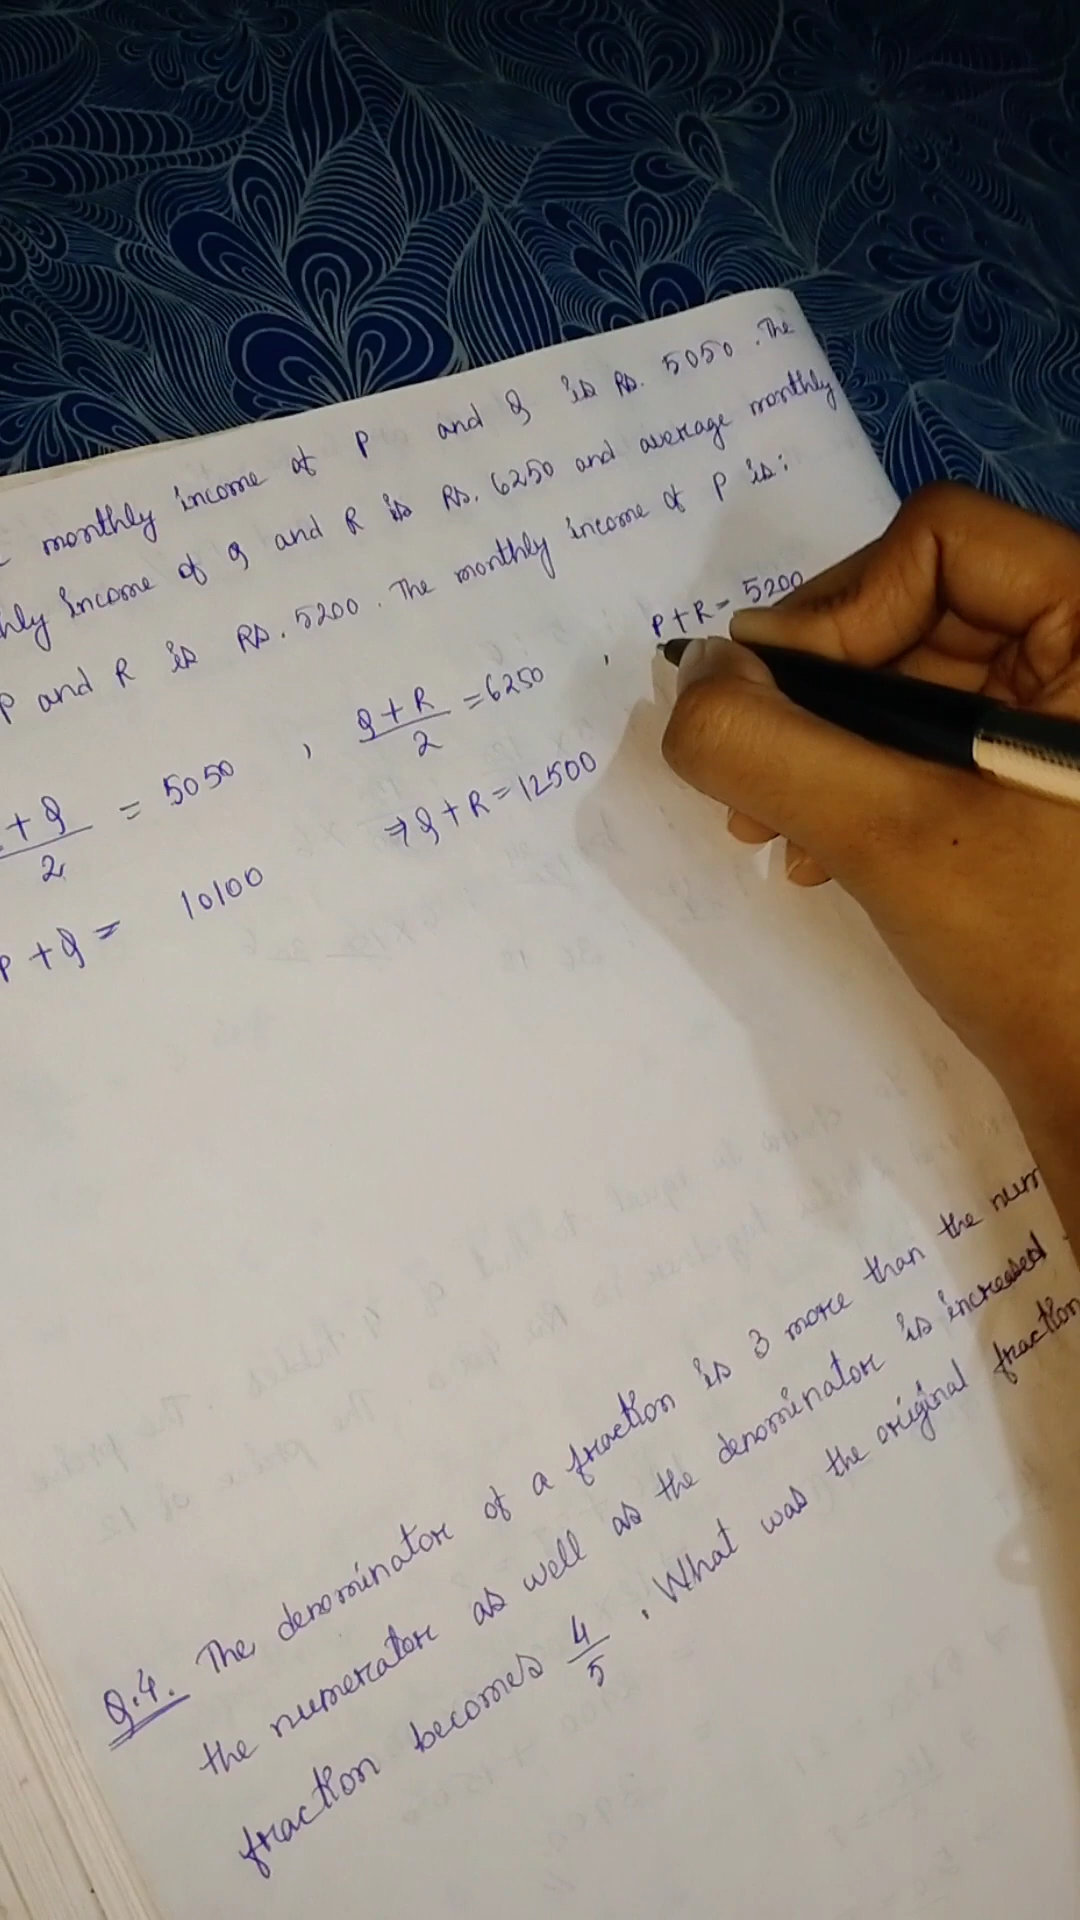 monthly income of P and Q is Rs. 5050. The
income of Q and R is Rs. 6250 and average monthly
P and R is Rs. 5200. The monthly income of P is:
+ Q / 2 = 5050 , Q + R / 2 = 6250 , P + R = 5200
P + Q = 10100 ⇒ Q + R = 12500
Q.4. The denominator of a fraction is 3 more than the num
the numerator as well as the denominator is increased
fraction becomes 4/5. What was the original fraction